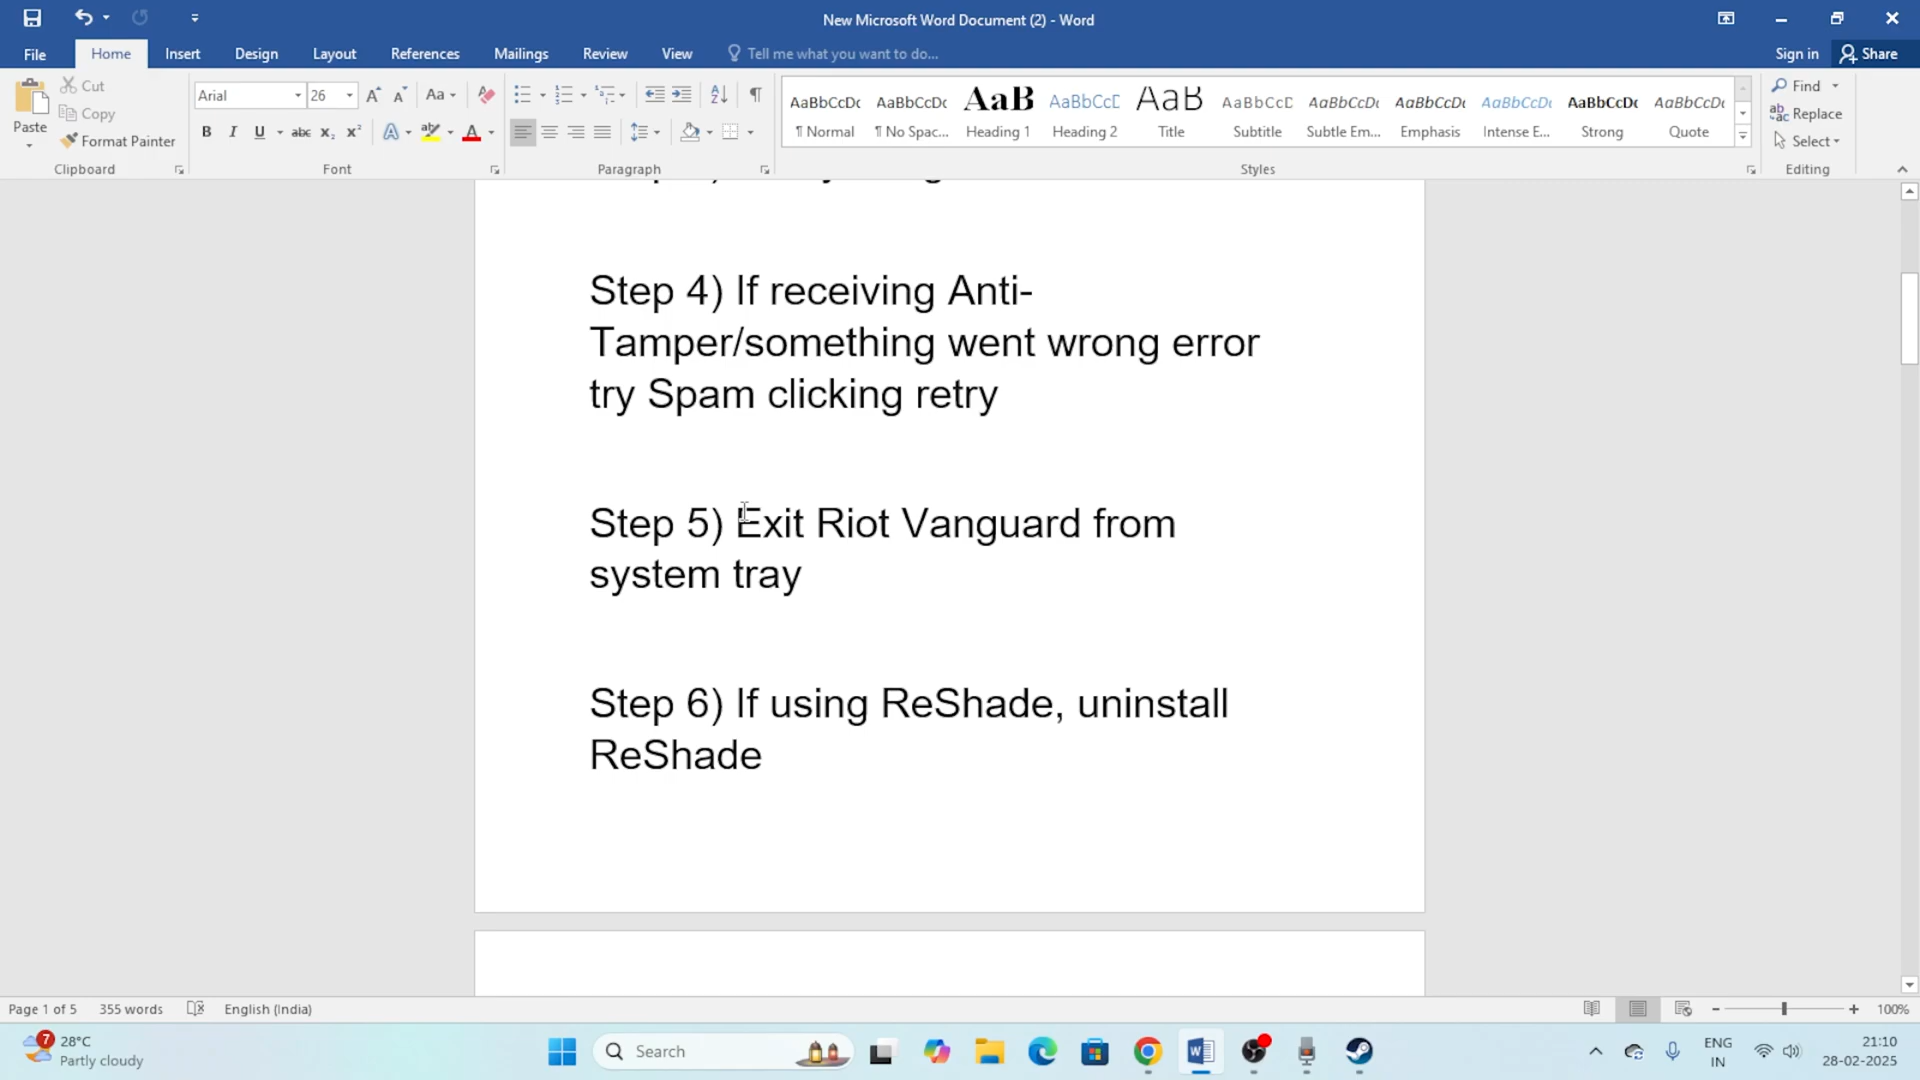 New Microsoft Word Document (2) - Word
File Home Insert Design Layout References Mailings Review View Tell me what you want to do... Sign in Share
Paste
Cut
Copy
Format Painter
Clipboard
Arial 26 Aa
B I U abc x₂ x² A A
Font
Paragraph
AaBbCcDc AaBbCcDc AaB AaBbCcC AaB AaBbCcD AaBbCcDc AaBbCcDc AaBbCcDc AaBbCcDc AaBbCcDc
¶ Normal ¶ No Spac... Heading 1 Heading 2 Title Subtitle Subtle Em... Emphasis Intense E... Strong Quote
Styles
Find
Replace
Select
Editing
Step 4) If receiving Anti-
Tamper/something went wrong error
try Spam clicking retry
Step 5) Exit Riot Vanguard from
system tray
Step 6) If using ReShade, uninstall
ReShade
Page 1 of 5 355 words English (India) 100%
7
28°C
Partly cloudy
Search
ENG
IN
21:10
28-02-2025